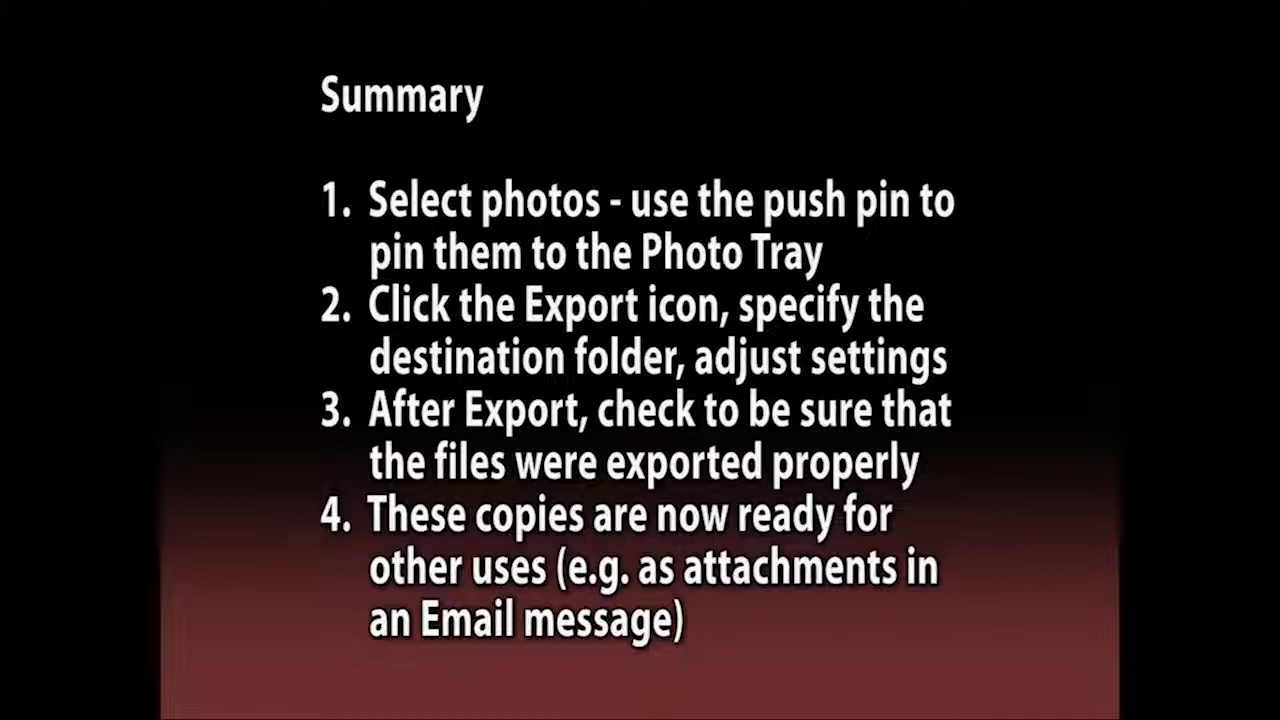 Summary
1. Select photos - use the push pin to
pin them to the Photo Tray
2. Click the Export icon, specify the
destination folder, adjust settings
3. After Export, check to be sure that
the files were exported properly
4. These copies are now ready for
other uses (e.g. as attachments in
an Email message)